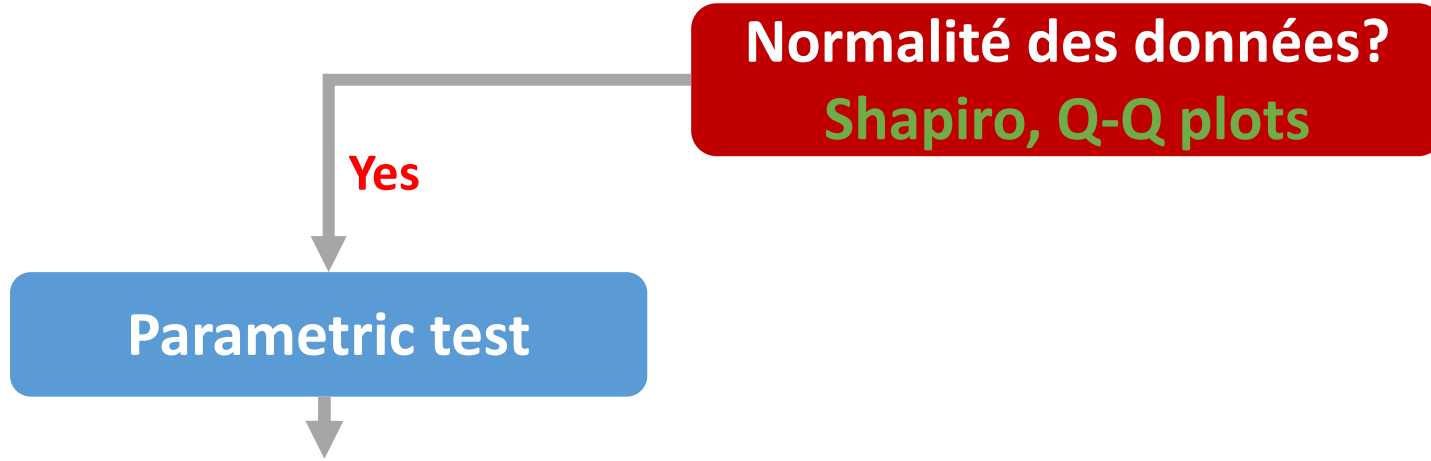 Normalité des données?
Shapiro, Q-Q plots
Yes
Parametric test